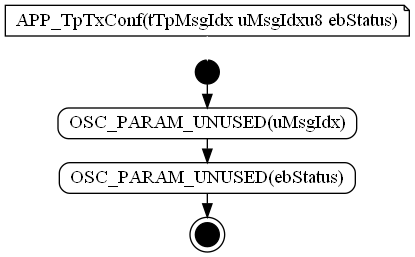 APP_TpTxConf(tTpMsgIdx uMsgIdxu8 ebStatus)
OSC_PARAM_UNUSED(uMsgIdx)
OSC_PARAM_UNUSED(ebStatus)